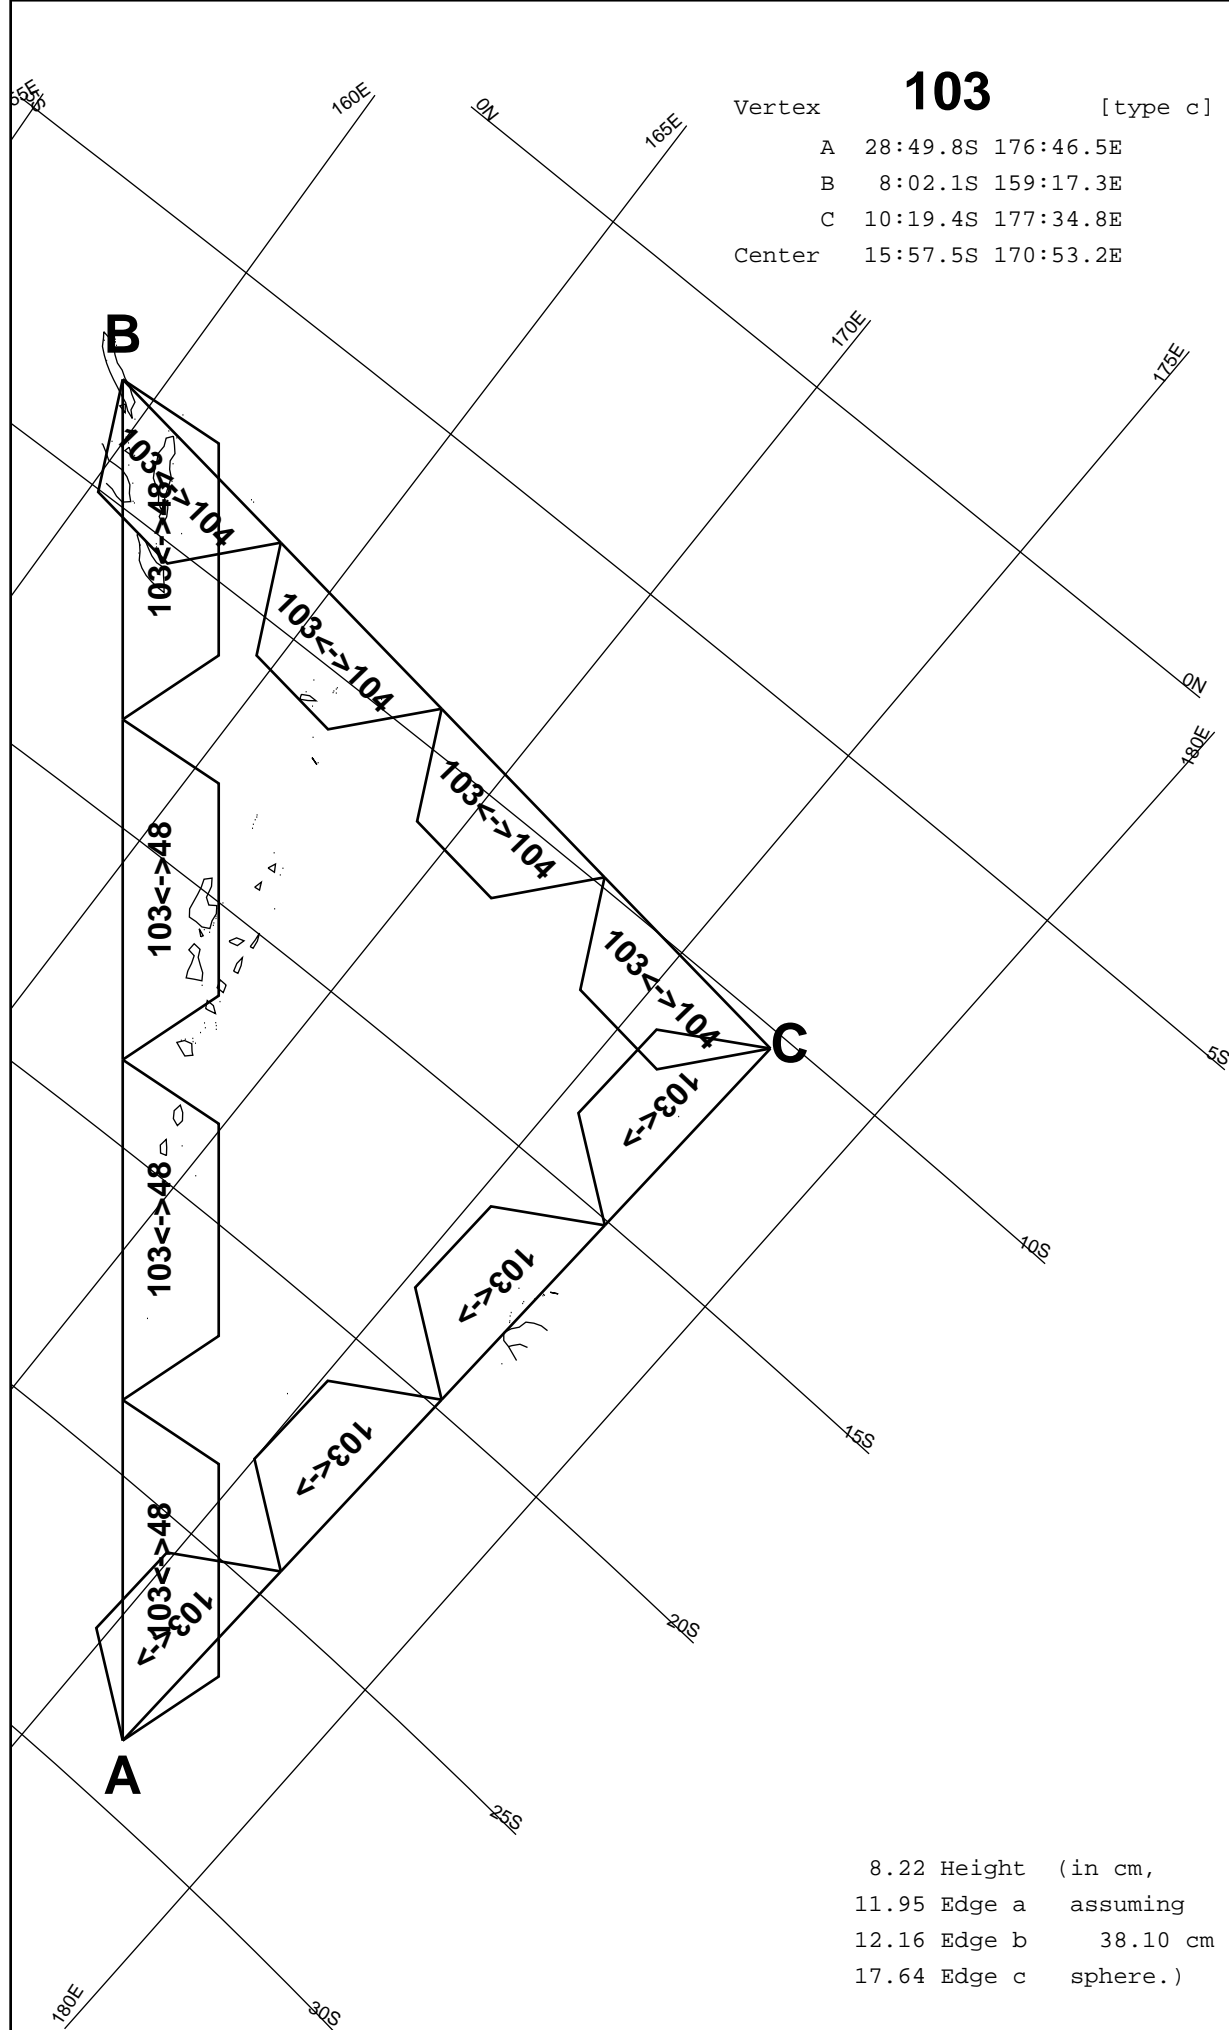 55E
5S
160E
0N
165E
Vertex 103 [type c]
A 28:49.8S 176:46.5E
B 8:02.1S 159:17.3E
C 10:19.4S 177:34.8E
Center 15:57.5S 170:53.2E
170E
175E
B
103<->104
103<->48
103<->104
0N
180E
103<->104
103<->48
103<->104
C
5S
103<->
103<->48
10S
103<->
15S
103<->
103<->48
103<->
20S
A
25S
8.22 Height (in cm,
11.95 Edge a assuming
12.16 Edge b 38.10 cm
17.64 Edge c sphere.)
180E
30S